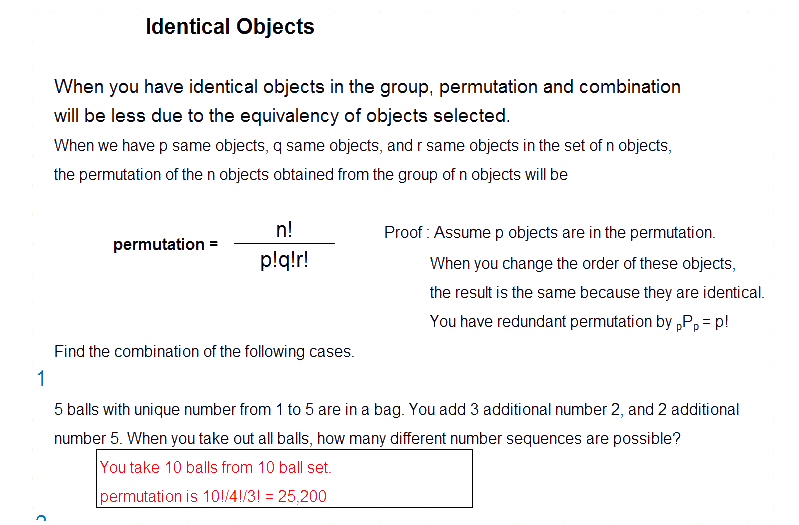 Identical Objects
When you have identical objects in the group, permutation and combination
will be less due to the equivalency of objects selected.
When we have p same objects, q same objects, and r same objects in the set of n objects,
the permutation of the n objects obtained from the group of n objects will be
permutation = n! / p!q!r!
Proof : Assume p objects are in the permutation.
When you change the order of these objects,
the result is the same because they are identical.
You have redundant permutation by pPp = p!
Find the combination of the following cases.
1
5 balls with unique number from 1 to 5 are in a bag. You add 3 additional number 2, and 2 additional
number 5. When you take out all balls, how many different number sequences are possible?
You take 10 balls from 10 ball set.
permutation is 10!/4!/3! = 25,200